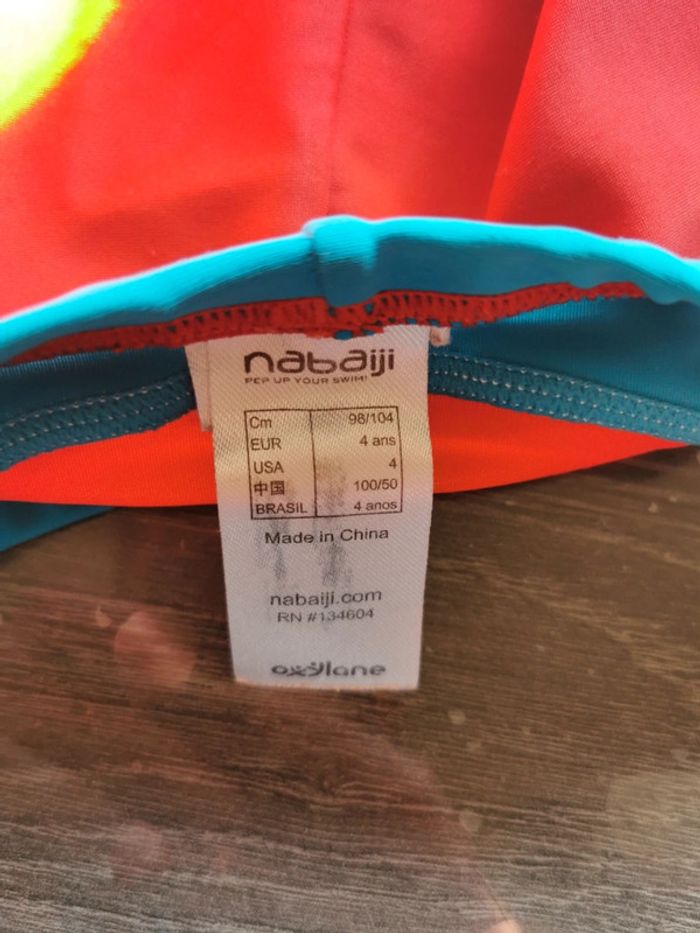 nabaiji
PEP UP YOUR SWIM!
Cm 98/104
EUR 4 ans
USA 4
中国 100/50
BRASIL 4 anos
Made in China
nabaiji.com
RN #134604
oxylane